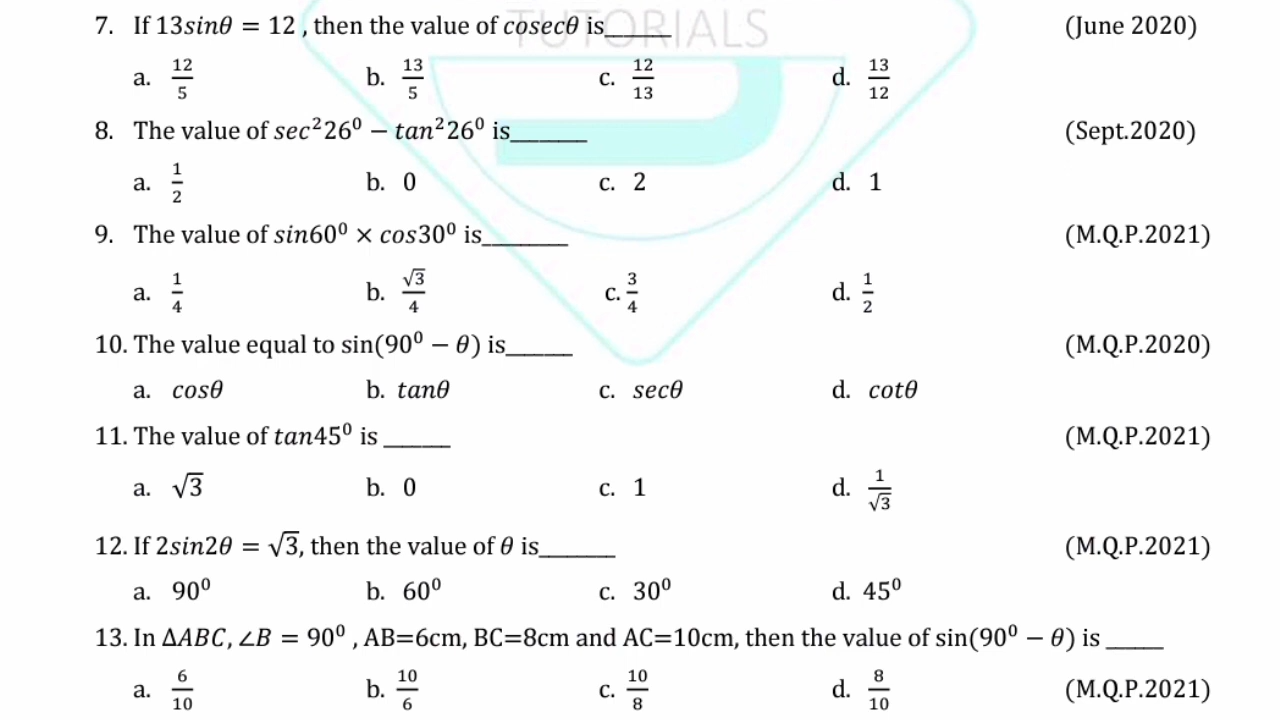 TUTORIALS
7. If 13sinθ = 12 , then the value of cosecθ is______ (June 2020)
a. 12/5 b. 13/5 c. 12/13 d. 13/12
8. The value of sec²26⁰ − tan²26⁰ is_______ (Sept.2020)
a. 1/2 b. 0 c. 2 d. 1
9. The value of sin60⁰ × cos30⁰ is________ (M.Q.P.2021)
a. 1/4 b. √3/4 c. 3/4 d. 1/2
10. The value equal to sin(90⁰ − θ) is______ (M.Q.P.2020)
a. cosθ b. tanθ c. secθ d. cotθ
11. The value of tan45⁰ is ______ (M.Q.P.2021)
a. √3 b. 0 c. 1 d. 1/√3
12. If 2sin2θ = √3, then the value of θ is_______ (M.Q.P.2021)
a. 90⁰ b. 60⁰ c. 30⁰ d. 45⁰
13. In ΔABC, ∠B = 90⁰ , AB=6cm, BC=8cm and AC=10cm, then the value of sin(90⁰ − θ) is _____
a. 6/10 b. 10/6 c. 10/8 d. 8/10 (M.Q.P.2021)